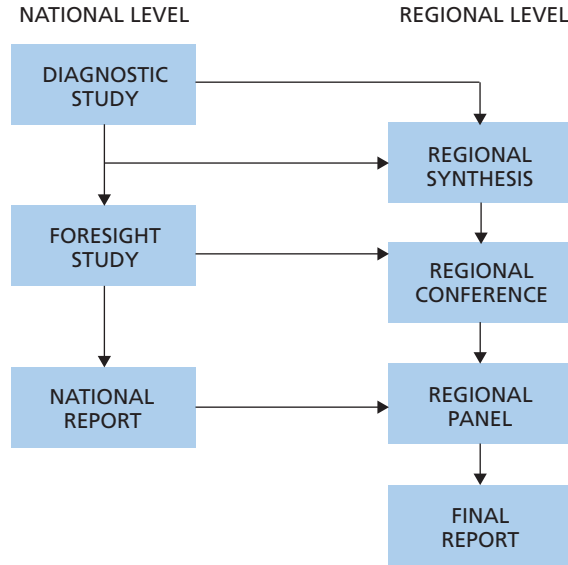 NATIONAL LEVEL
REGIONAL LEVEL
DIAGNOSTIC
STUDY
REGIONAL
SYNTHESIS
FORESIGHT
STUDY
REGIONAL
CONFERENCE
NATIONAL
REPORT
REGIONAL
PANEL
FINAL
REPORT